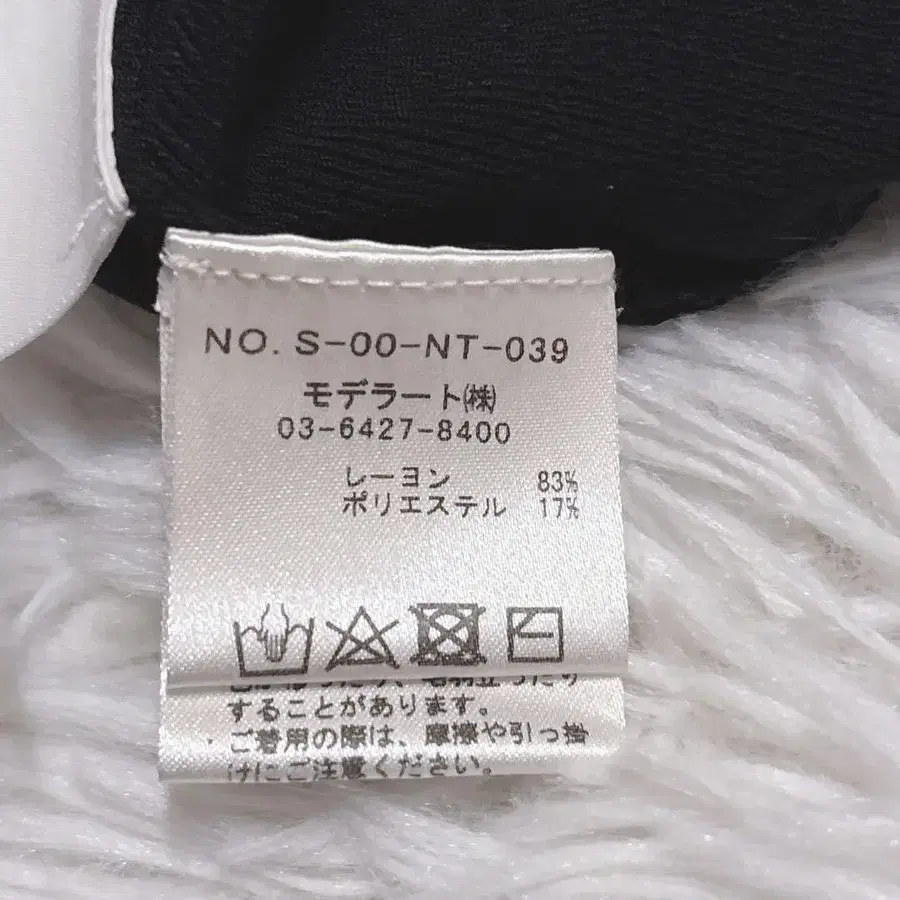 NO. S-00-NT-039
モデラート㈱
03-6427-8400
レーヨン 83%
ポリエステル 17%
することがあります。
・ご着用の際は、摩擦や引っ掛
けにご注意ください。